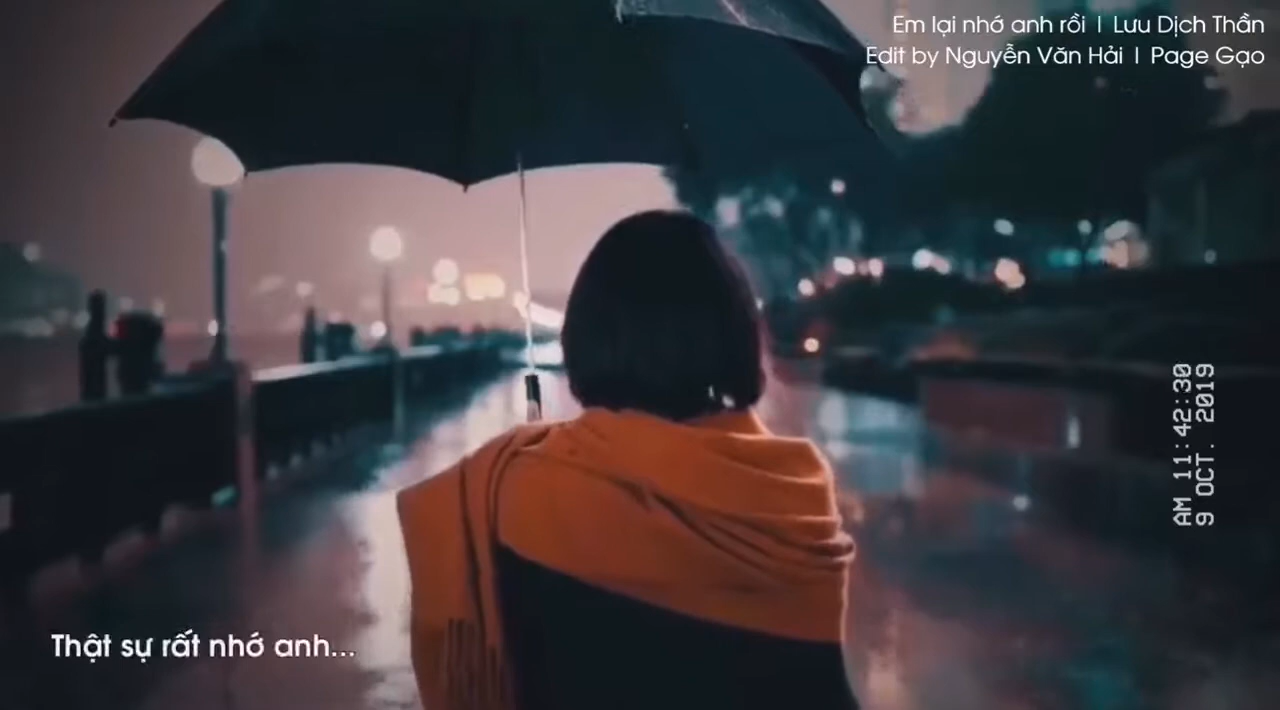 Em lại nhớ anh rồi I Lưu Dịch Thần
Edit by Nguyễn Văn Hải I Page Gạo
AM 11:42:30
9 OCT. 2019
Thật sự rất nhớ anh...